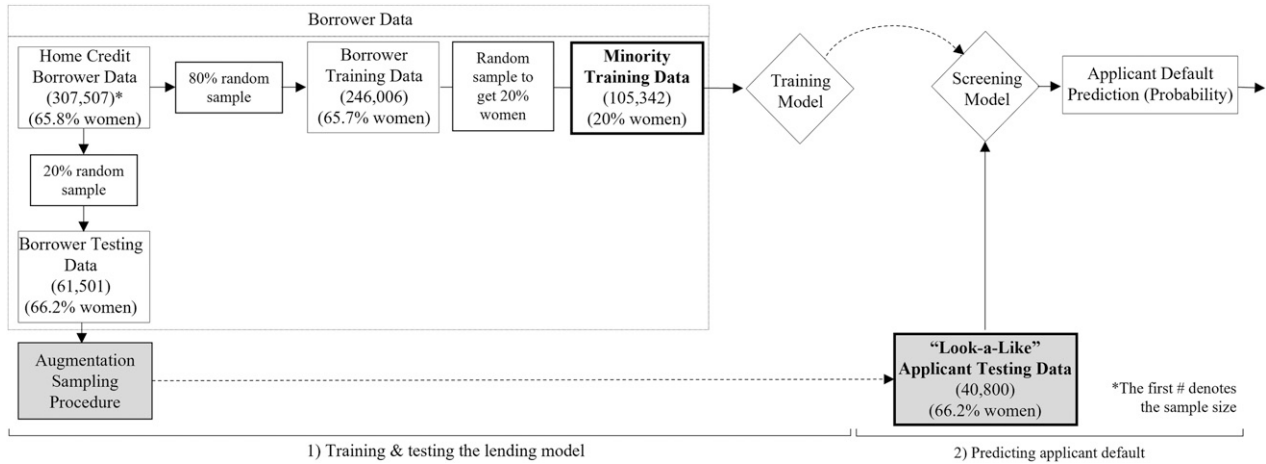 Borrower Data
Home Credit
Borrower Data
(307,507)*
(65.8% women)
80% random
sample
Borrower
Training Data
(246,006)
(65.7% women)
Random
sample to
get 20%
women
Minority
Training Data
(105,342)
(20% women)
Training
Model
Screening
Model
Applicant Default
Prediction (Probability)
20% random
sample
Borrower Testing
Data
(61,501)
(66.2% women)
Augmentation
Sampling
Procedure
“Look-a-Like”
Applicant Testing Data
(40,800)
(66.2% women)
*The first # denotes
the sample size
1) Training & testing the lending model
2) Predicting applicant default